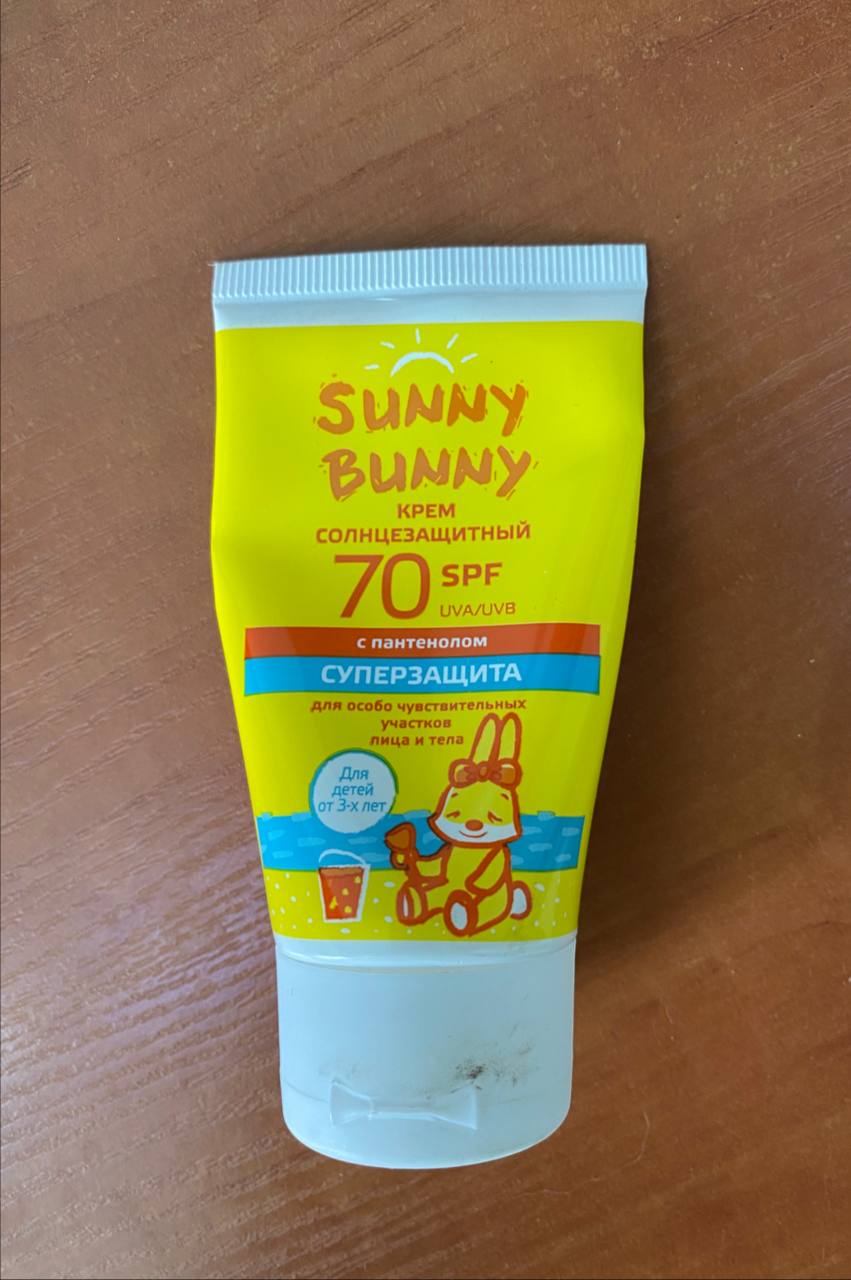 SUNNY
BUNNY
КРЕМ
СОЛНЦЕЗАЩИТНЫЙ
70 SPF
UVA/UVB
с пантенолом
СУПЕРЗАЩИТА
для особо чувствительных
участков
лица и тела
Для
детей
от 3-х лет